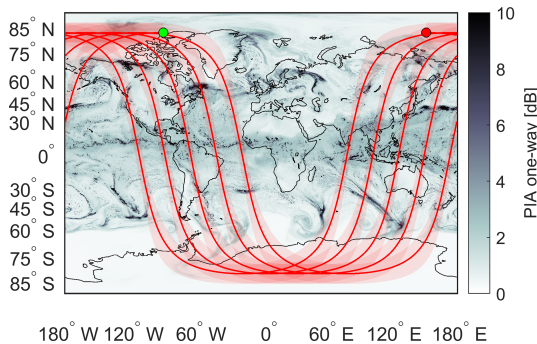 85° N
75° N
60° N
45° N
30° N
0°
30° S
45° S
60° S
75° S
85° S
180° W 120° W 60° W 0° 60° E 120° E 180° E
10
8
6
4
2
0
PIA one-way [dB]